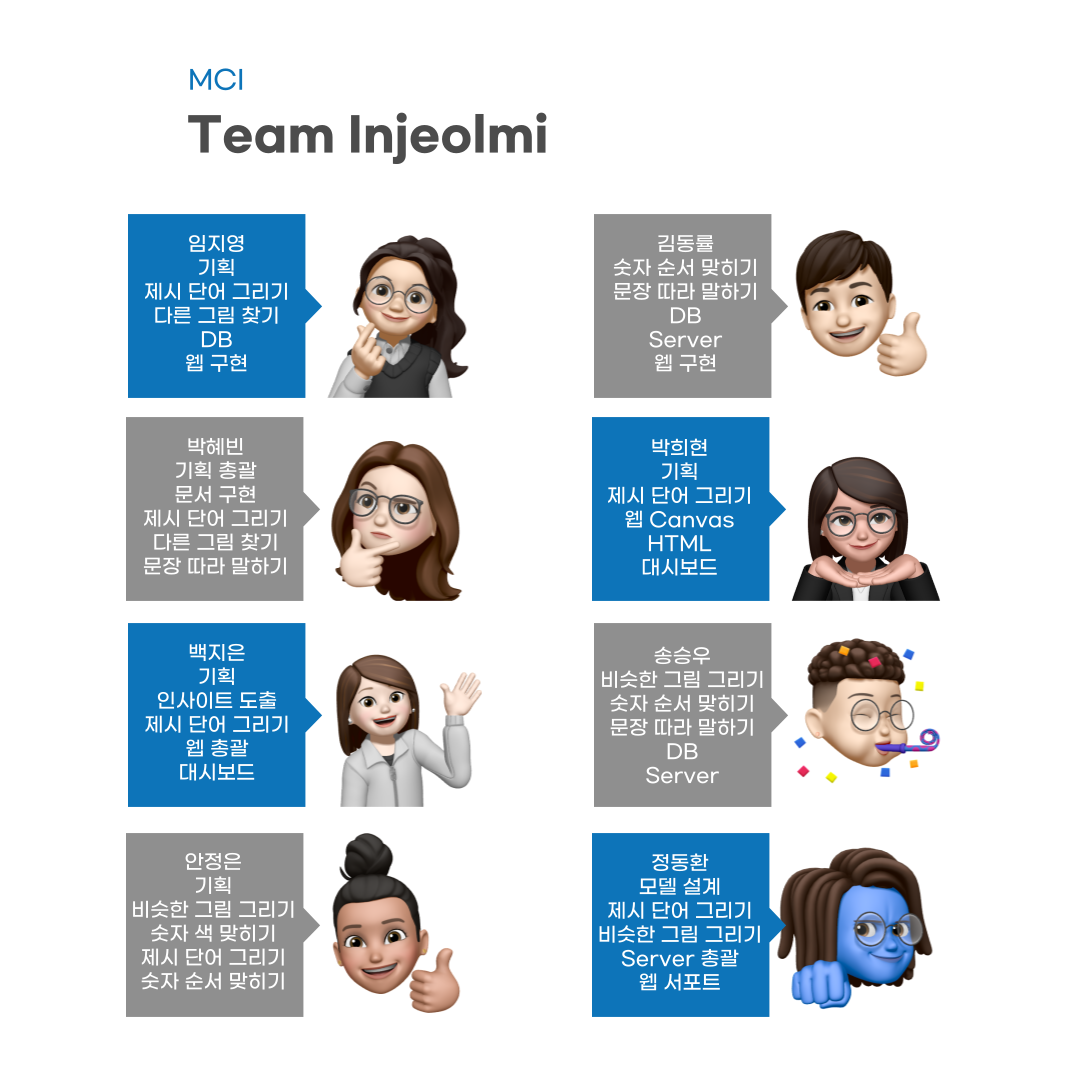 MCI
Team Injeolmi
임지영
기획
제시 단어 그리기
다른 그림 찾기
DB
웹 구현
김동률
숫자 순서 맞히기
문장 따라 말하기
DB
Server
웹 구현
박혜빈
기획 총괄
문서 구현
제시 단어 그리기
다른 그림 찾기
문장 따라 말하기
박희현
기획
제시 단어 그리기
웹 Canvas
HTML
대시보드
백지은
기획
인사이트 도출
제시 단어 그리기
웹 총괄
대시보드
송승우
비슷한 그림 그리기
숫자 순서 맞히기
문장 따라 말하기
DB
Server
안정은
기획
비슷한 그림 그리기
숫자 색 맞히기
제시 단어 그리기
숫자 순서 맞히기
정동환
모델 설계
제시 단어 그리기
비슷한 그림 그리기
Server 총괄
웹 서포트